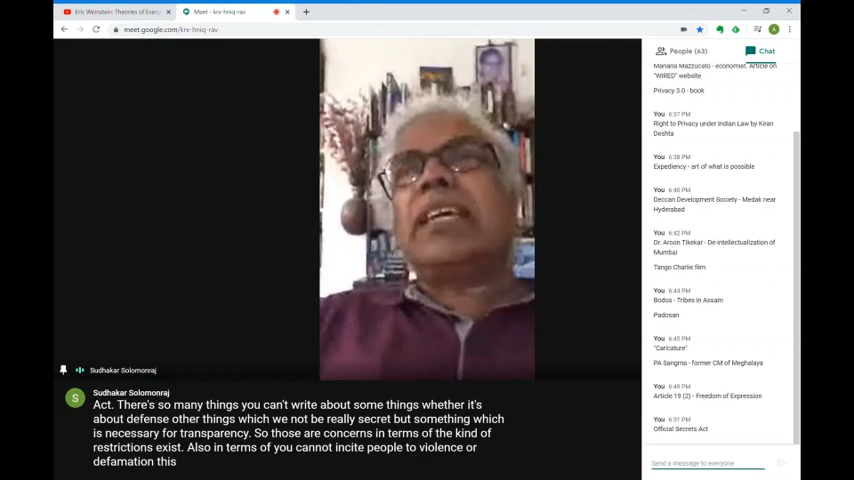 Eric Weinstein: Theories of Every
Meet - krv-hniq-rav
meet.google.com/krv-hniq-rav
People (63)
Chat
Mariana Mazzucato - economist, Article on
"WIRED" website
Privacy 3.0 - book
You 6:37 PM
Right to Privacy under Indian Law by Kiran
Deshta
You 6:38 PM
Expediency - art of what is possible
You 6:40 PM
Deccan Development Society - Medak near
Hyderabad
You 6:42 PM
Dr. Aroon Tikekar - De-intellectualization of
Mumbai
Tango Charlie film
You 6:44 PM
Bodos - Tribes in Assam
Padosan
You 6:45 PM
"Caricature"
PA Sangma - former CM of Meghalaya
You 6:49 PM
Article 19 (2) - Freedom of Expression
You 6:51 PM
Official Secrets Act
Send a message to everyone
Sudhakar Solomonraj
S
Sudhakar Solomonraj
Act. There's so many things you can't write about some things whether it's
about defense other things which we not be really secret but something which
is necessary for transparency. So those are concerns in terms of the kind of
restrictions exist. Also in terms of you cannot incite people to violence or
defamation this